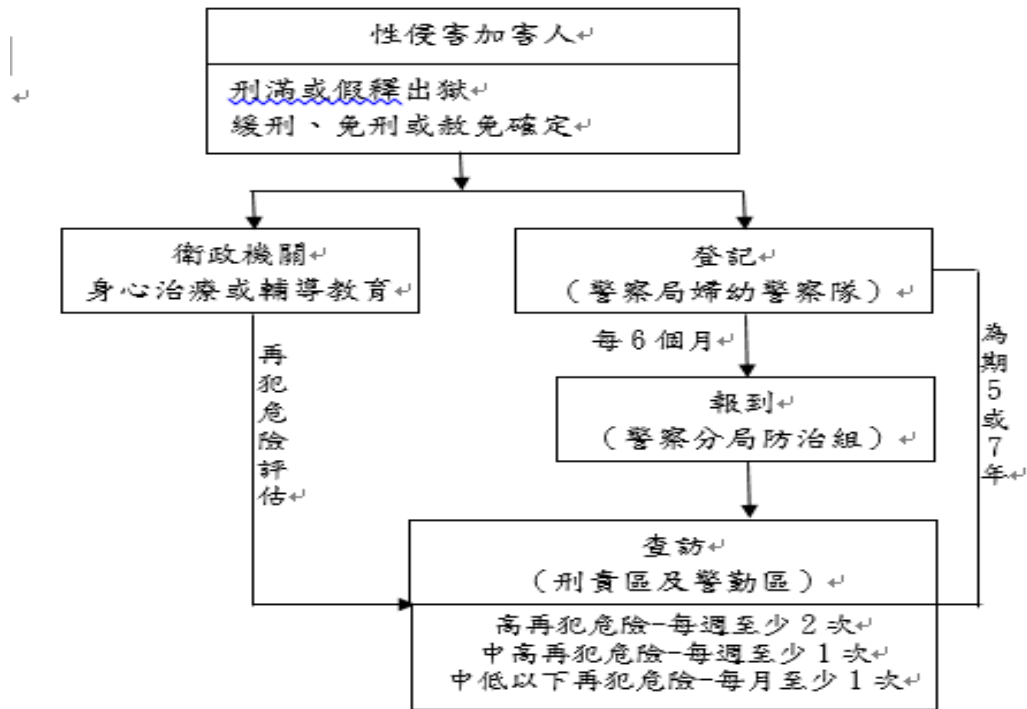 性侵害加害人
刑滿或假釋出獄
緩刑、免刑或赦免確定
衛政機關
身心治療或輔導教育
登記
（警察局婦幼警察隊）
每6個月
再犯危險評估
為期5或7年
報到
（警察分局防治組）
查訪
（刑責區及警勤區）
高再犯危險-每週至少2次
中高再犯危險-每週至少1次
中低以下再犯危險-每月至少1次